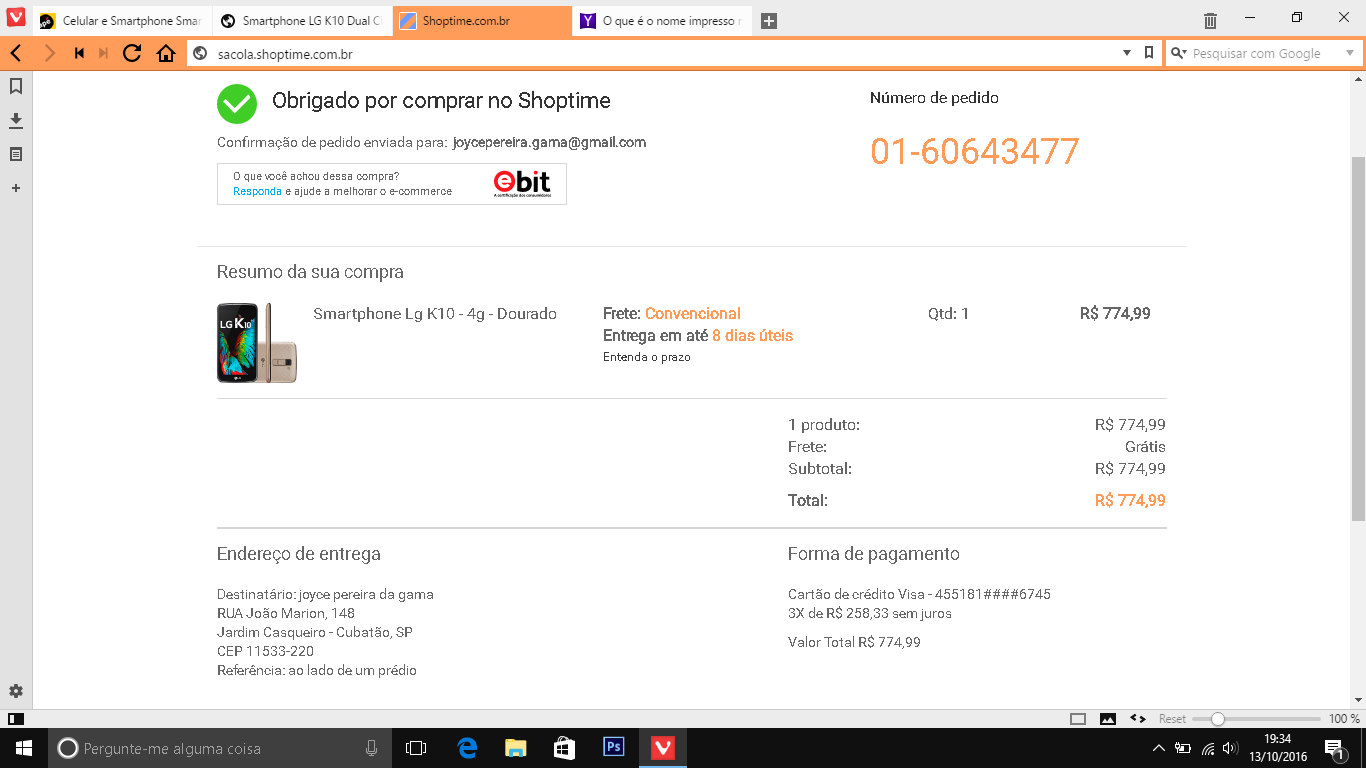 Celular e Smartphone Smar
Smartphone LG K10 Dual C
Shoptime.com.br
O que é o nome impresso
sacola.shoptime.com.br
Pesquisar com Google
Obrigado por comprar no Shoptime
Número de pedido
Confirmação de pedido enviada para: joycepereira.gama@gmail.com
01-60643477
O que você achou dessa compra?
Responda e ajude a melhorar o e-commerce
ebit
A certificação dos consumidores
Resumo da sua compra
LG K10
Smartphone Lg K10 - 4g - Dourado
Frete: Convencional
Qtd: 1
R$ 774,99
Entrega em até 8 dias úteis
Entenda o prazo
1 produto:
R$ 774,99
Frete:
Grátis
Subtotal:
R$ 774,99
Total:
R$ 774,99
Endereço de entrega
Forma de pagamento
Destinatário: joyce pereira da gama
RUA João Marion, 148
Jardim Casqueiro - Cubatão, SP
CEP 11533-220
Referência: ao lado de um prédio
Cartão de crédito Visa - 455181####6745
3X de R$ 258,33 sem juros
Valor Total R$ 774,99
Reset
100 %
Pergunte-me alguma coisa
Ps
19:34
13/10/2016
1